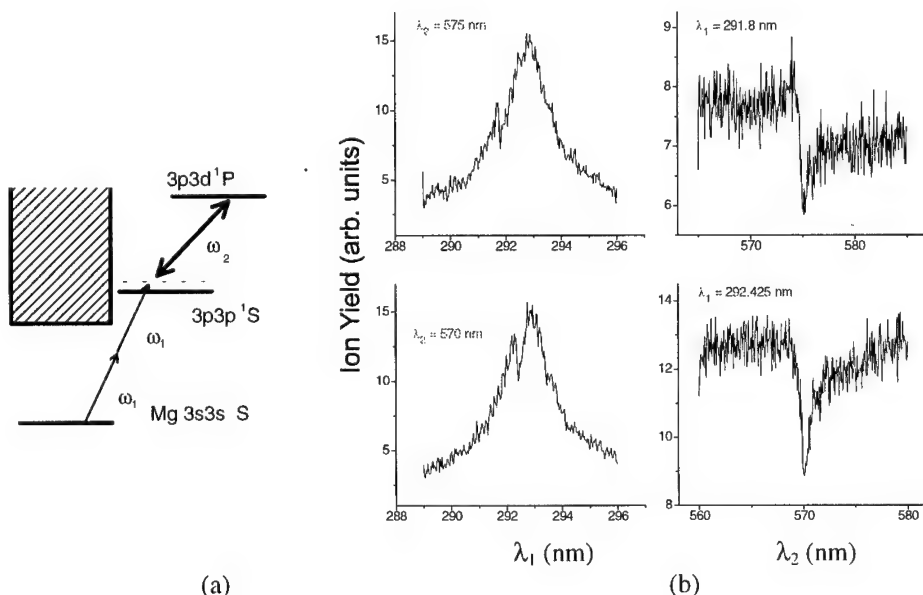 3p3d ¹P
ω₂
3p3p ¹S
ω₁
ω₁
Mg 3s3s S
(a)
Ion Yield (arb. units)
λ₂ = 575 nm
15
10
5
288 290 292 294 296
λ₁ = 291.8 nm
9
8
7
6
570 580
λ₂ = 570 nm
15
10
5
288 290 292 294 296
λ₁ (nm)
λ₁ = 292.425 nm
14
12
10
8
560 570 580
λ₂ (nm)
(b)